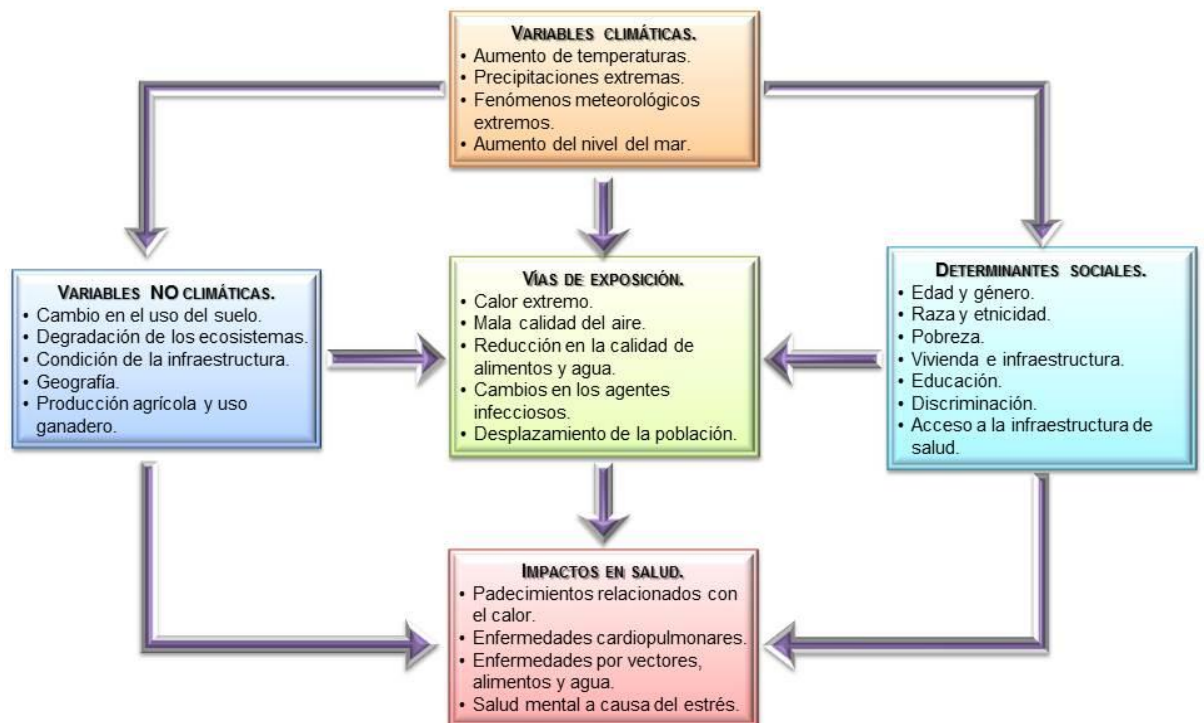 VARIABLES CLIMÁTICAS.
• Aumento de temperaturas.
• Precipitaciones extremas.
• Fenómenos meteorológicos
extremos.
• Aumento del nivel del mar.
VARIABLES NO CLIMÁTICAS.
• Cambio en el uso del suelo.
• Degradación de los ecosistemas.
• Condición de la infraestructura.
• Geografía.
• Producción agrícola y uso
ganadero.
VÍAS DE EXPOSICIÓN.
• Calor extremo.
• Mala calidad del aire.
• Reducción en la calidad de
alimentos y agua.
• Cambios en los agentes
infecciosos.
• Desplazamiento de la población.
DETERMINANTES SOCIALES.
• Edad y género.
• Raza y etnicidad.
• Pobreza.
• Vivienda e infraestructura.
• Educación.
• Discriminación.
• Acceso a la infraestructura de
salud.
IMPACTOS EN SALUD.
• Padecimientos relacionados con
el calor.
• Enfermedades cardiopulmonares.
• Enfermedades por vectores,
alimentos y agua.
• Salud mental a causa del estrés.